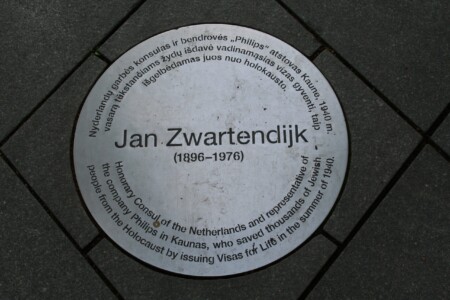 Nyderlandų garbės konsulas ir bendrovės „Philips" atstovas Kaune, 1940 m.
vasarą tūkstančiams žydų išdavė vadinamąsias vizas gyventi, taip
išgelbėdamas juos nuo holokausto.
Jan Zwartendijk
(1896–1976)
Honorary Consul of the Netherlands and representative of
the company Philips in Kaunas, who saved thousands of Jewish
people from the Holocaust by issuing Visas for Life in the summer of 1940.